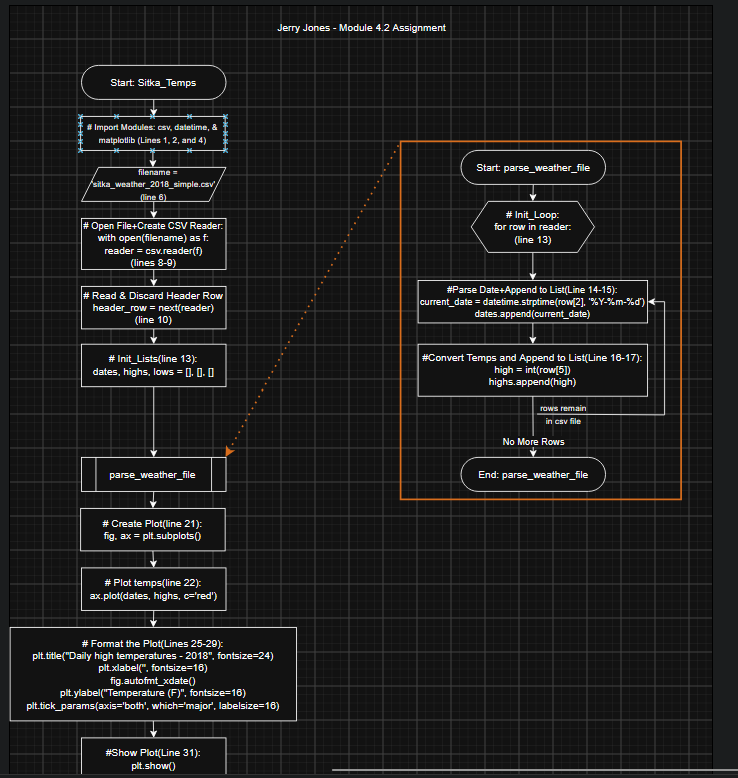 Jerry Jones - Module 4.2 Assignment
Start: Sitka_Temps
# Import Modules: csv, datetime, &
matplotlib (Lines 1, 2, and 4)
filename =
'sitka_weather_2018_simple.csv'
(line 6)
# Open File+Create CSV Reader:
with open(filename) as f:
reader = csv.reader(f)
(lines 8-9)
# Read & Discard Header Row
header_row = next(reader)
(line 10)
# Init_Lists(line 13):
dates, highs, lows = [], [], []
parse_weather_file
# Create Plot(line 21):
fig, ax = plt.subplots()
# Plot temps(line 22):
ax.plot(dates, highs, c='red')
# Format the Plot(Lines 25-29):
plt.title("Daily high temperatures - 2018", fontsize=24)
plt.xlabel('', fontsize=16)
fig.autofmt_xdate()
plt.ylabel("Temperature (F)", fontsize=16)
plt.tick_params(axis='both', which='major', labelsize=16)
#Show Plot(Line 31):
plt.show()
Start: parse_weather_file
# Init_Loop:
for row in reader:
(line 13)
#Parse Date+Append to List(Line 14-15):
current_date = datetime.strptime(row[2], '%Y-%m-%d')
dates.append(current_date)
#Convert Temps and Append to List(Line 16-17):
high = int(row[5])
highs.append(high)
rows remain
in csv file
No More Rows
End: parse_weather_file